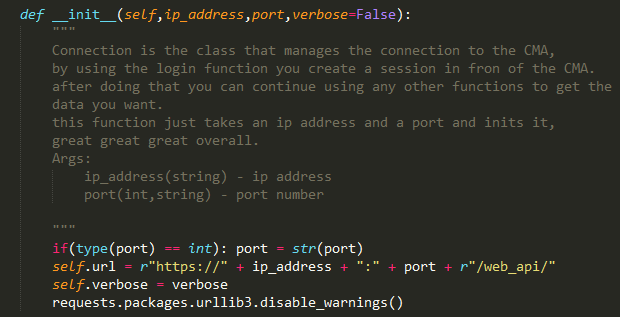 def __init__(self,ip_address,port,verbose=False):
"""
Connection is the class that manages the connection to the CMA,
by using the login function you create a session in fron of the CMA.
after doing that you can continue using any other functions to get the
data you want.
this function just takes an ip address and a port and inits it,
great great great overall.
Args:
ip_address(string) - ip address
port(int,string) - port number
"""
if(type(port) == int): port = str(port)
self.url = r"https://" + ip_address + ":" + port + r"/web_api/"
self.verbose = verbose
requests.packages.urllib3.disable_warnings()